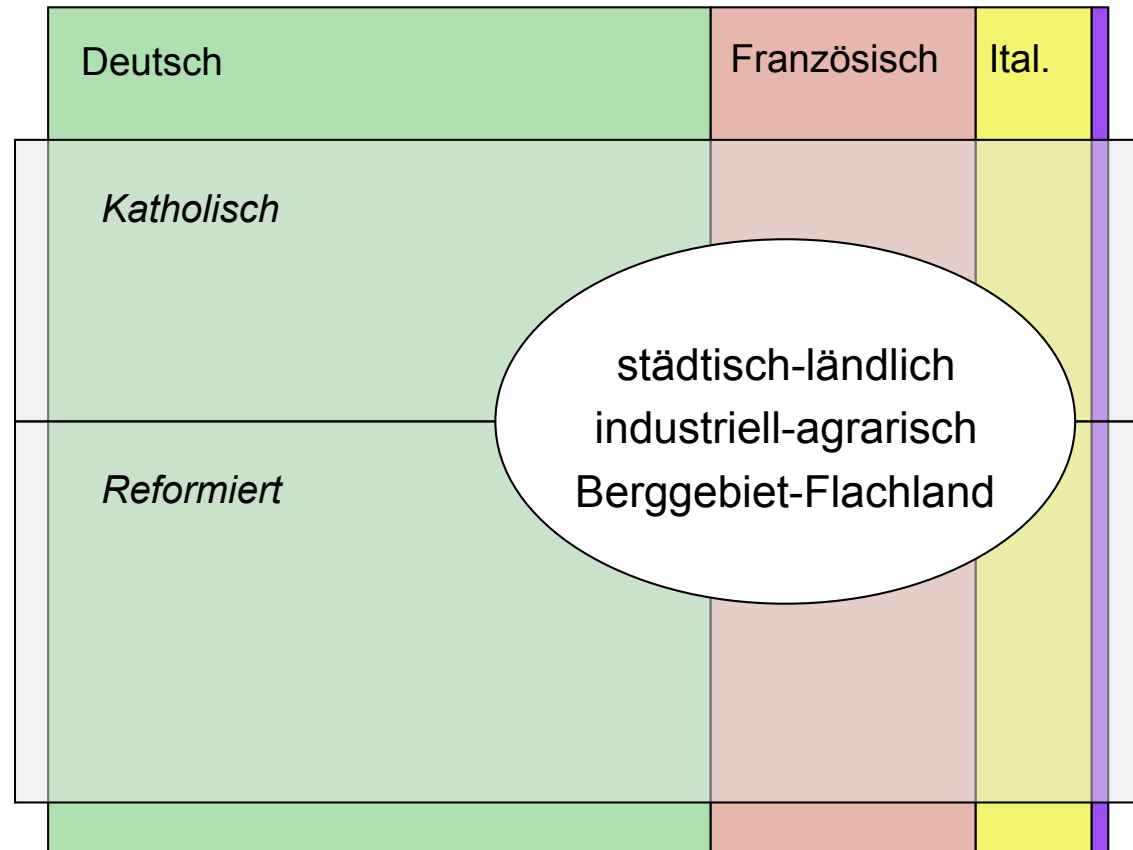 Deutsch
Französisch
Ital.
Katholisch
städtisch-ländlich
industriell-agrarisch
Berggebiet-Flachland
Reformiert